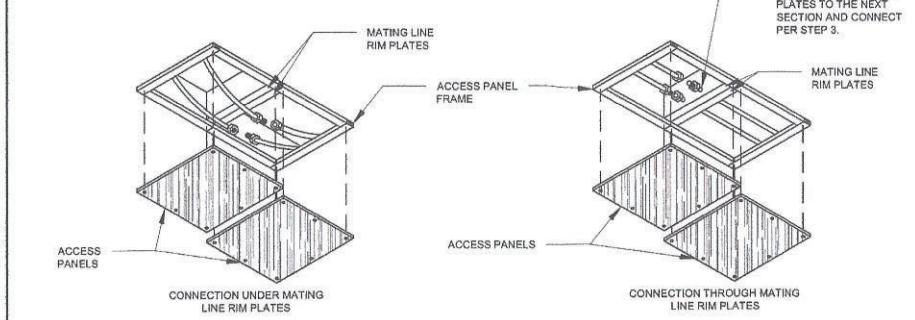 PLATES TO THE NEXT
SECTION AND CONNECT
PER STEP 3.
MATING LINE
RIM PLATES
MATING LINE
RIM PLATES
ACCESS PANEL
FRAME
ACCESS
PANELS
ACCESS PANELS
CONNECTION UNDER MATING
LINE RIM PLATES
CONNECTION THROUGH MATING
LINE RIM PLATES